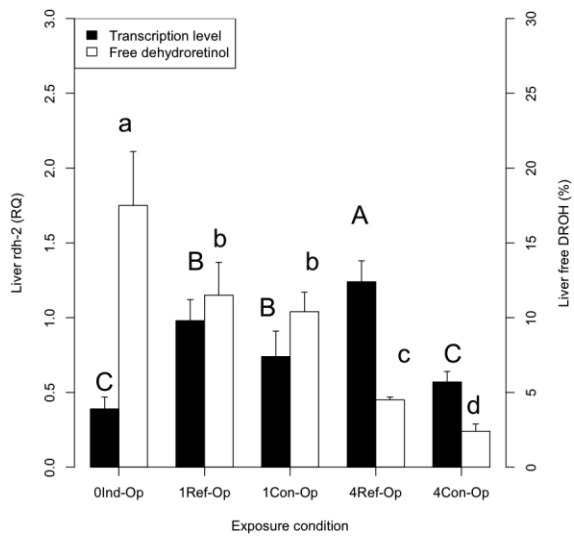 Transcription level
Free dehydroretinol
3.0
2.5
2.0
1.5
1.0
0.5
0.0
Liver rdh-2 (RQ)
30
25
20
15
10
5
0
Liver free DROH (%)
C
a
B
b
B
b
A
c
C
d
0Ind-Op
1Ref-Op
1Con-Op
4Ref-Op
4Con-Op
Exposure condition